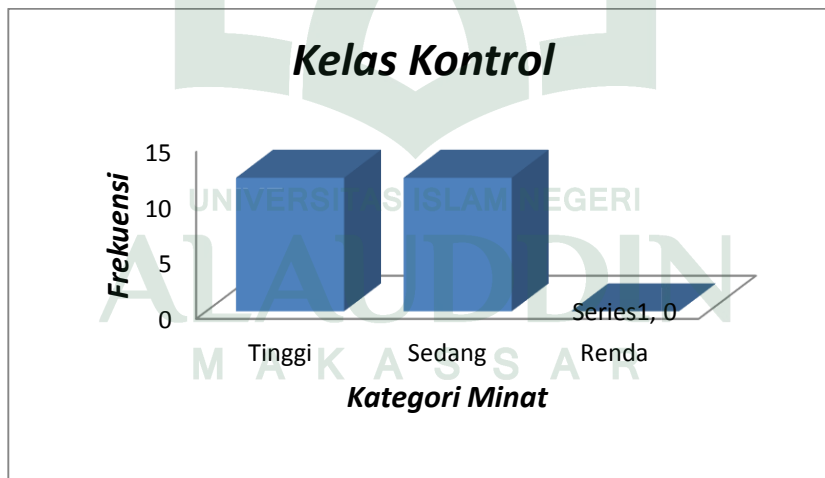 Kelas Kontrol
Frekuensi
15
10
5
0
UNIVERSITAS ISLAM NEGERI
ALAUDDIN
Series1, 0
Tinggi Sedang Renda
M A K A S S A R
Kategori Minat